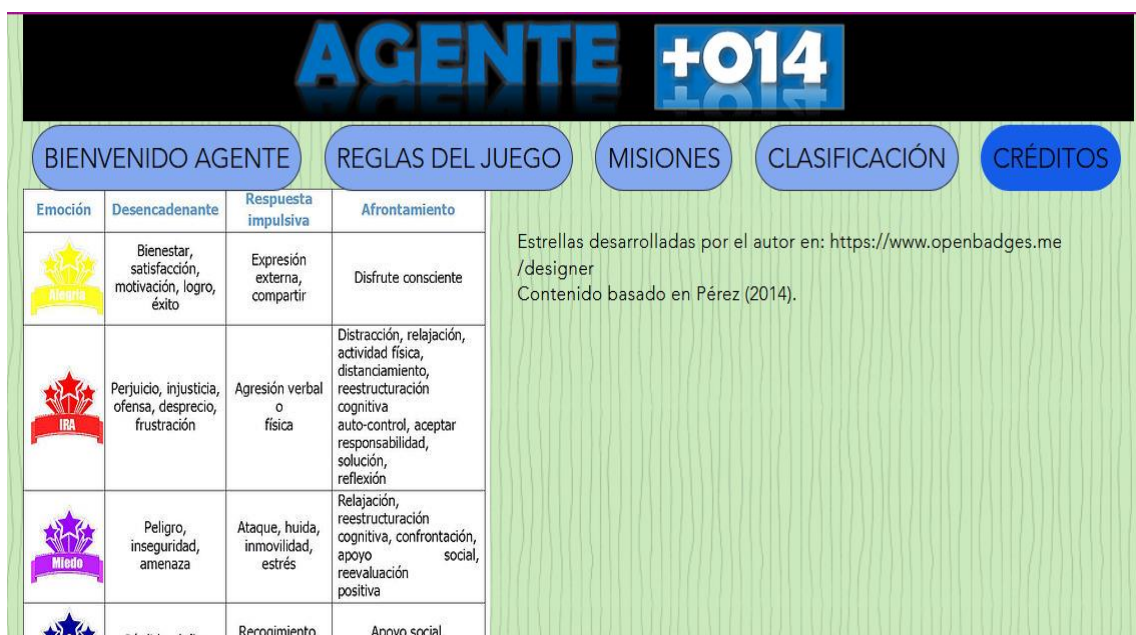 AGENTE +014
BIENVENIDO AGENTE
REGLAS DEL JUEGO
MISIONES
CLASIFICACIÓN
CRÉDITOS
Emoción
Desencadenante
Respuesta
impulsiva
Afrontamiento
Alegría
Bienestar,
satisfacción,
motivación, logro,
éxito
Expresión
externa,
compartir
Disfrute consciente
IRA
Perjuicio, injusticia,
ofensa, desprecio,
frustración
Agresión verbal
o
física
Distracción, relajación,
actividad física,
distanciamiento,
reestructuración
cognitiva
auto-control, aceptar
responsabilidad,
solución,
reflexión
Miedo
Peligro,
inseguridad,
amenaza
Ataque, huida,
inmovilidad,
estrés
Relajación,
reestructuración
cognitiva, confrontación,
apoyo social,
reevaluación
positiva
Recogimiento
Apoyo social
Estrellas desarrolladas por el autor en: https://www.openbadges.me
/designer
Contenido basado en Pérez (2014).